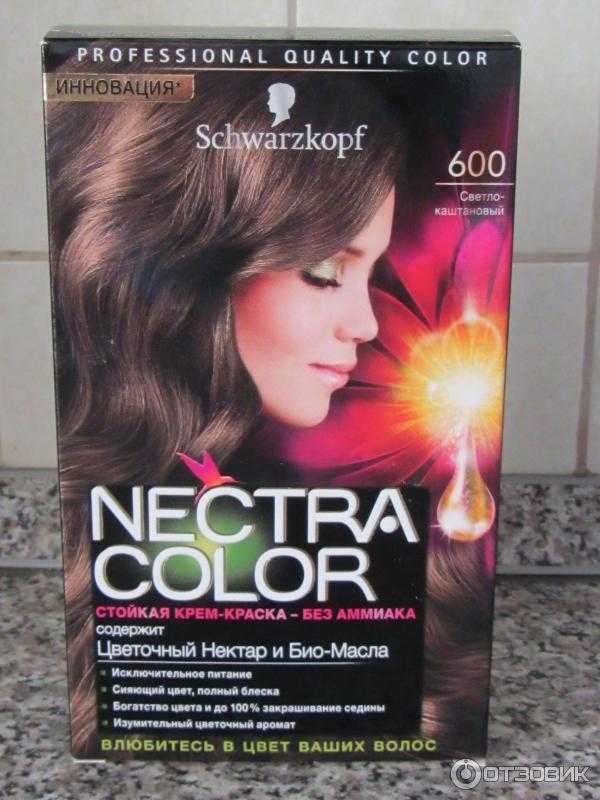 PROFESSIONAL QUALITY COLOR
ИННОВАЦИЯ*
Schwarzkopf
600
Светло-
каштановый
NECTRA
COLOR
СТОЙКАЯ КРЕМ-КРАСКА – БЕЗ АММИАКА
содержит
Цветочный Нектар и Био-Масла
Исключительное питание
Сияющий цвет, полный блеска
Богатство цвета и до 100% закрашивание седины
Изумительный цветочный аромат
ВЛЮБИТЕСЬ В ЦВЕТ ВАШИХ ВОЛОС
ОТЗОВИК